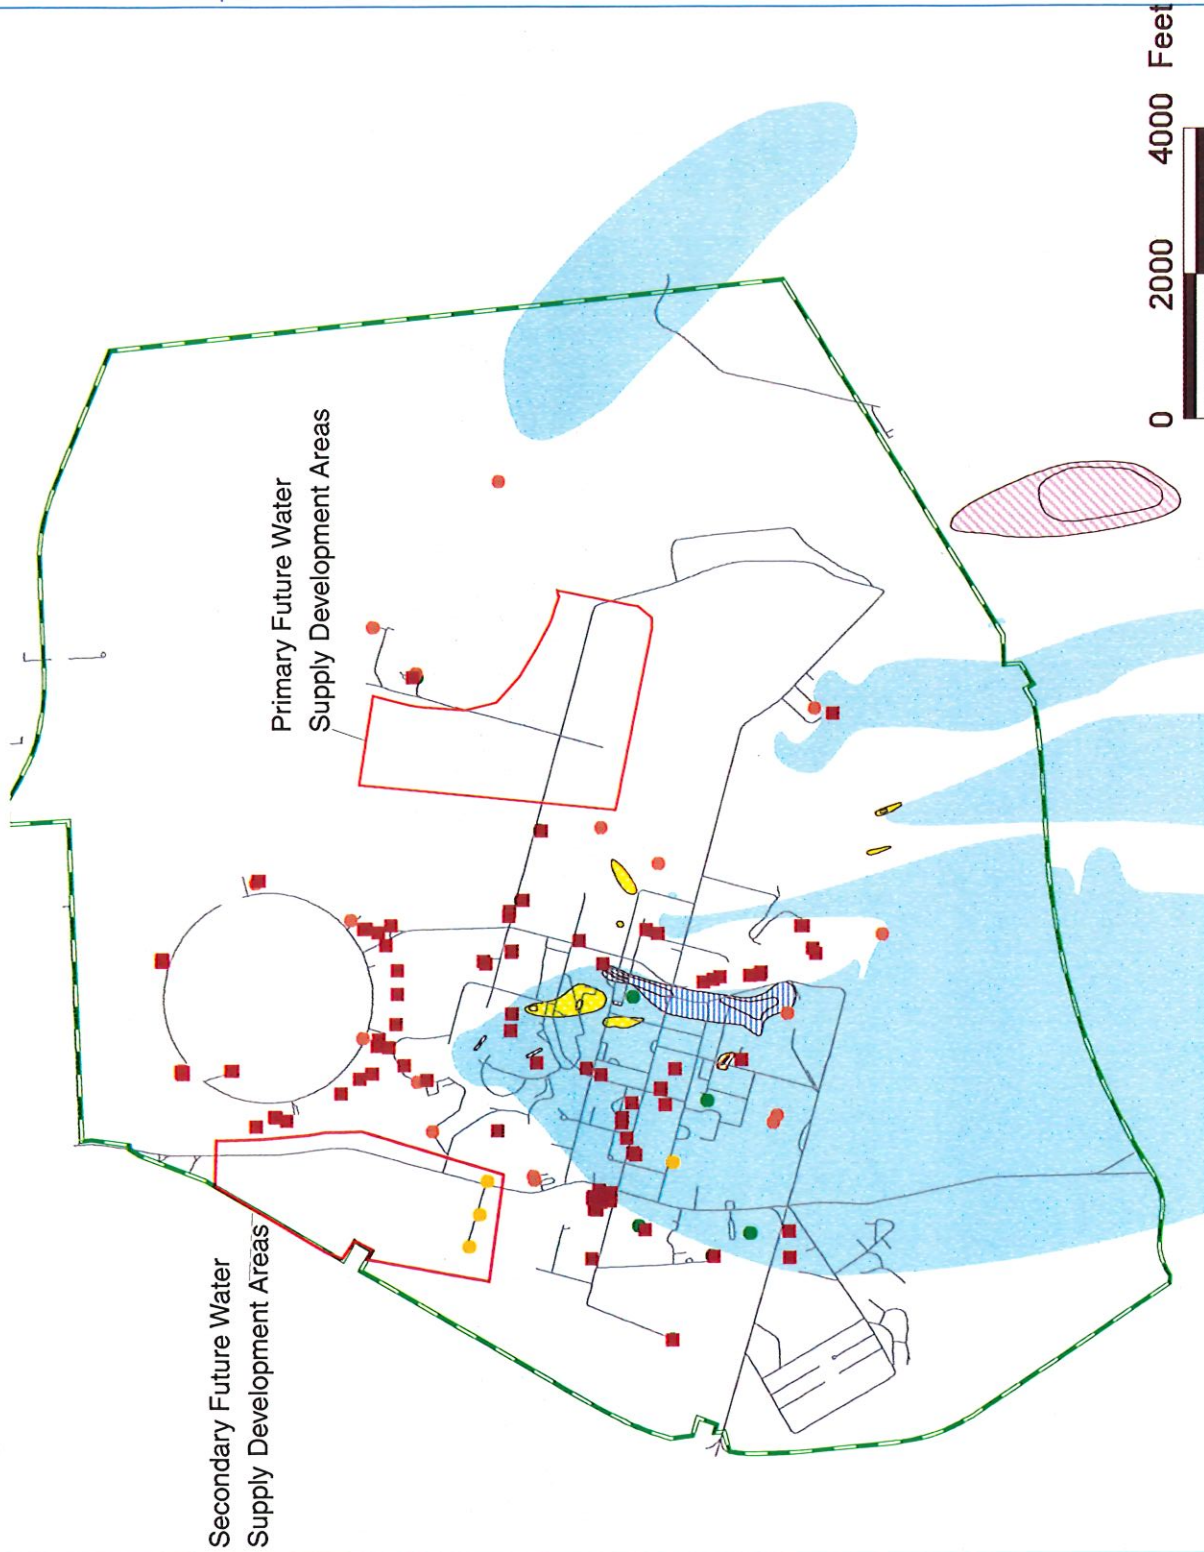 Primary Future Water
Supply Development Areas
Secondary Future Water
Supply Development Areas
0 2000 4000 Feet